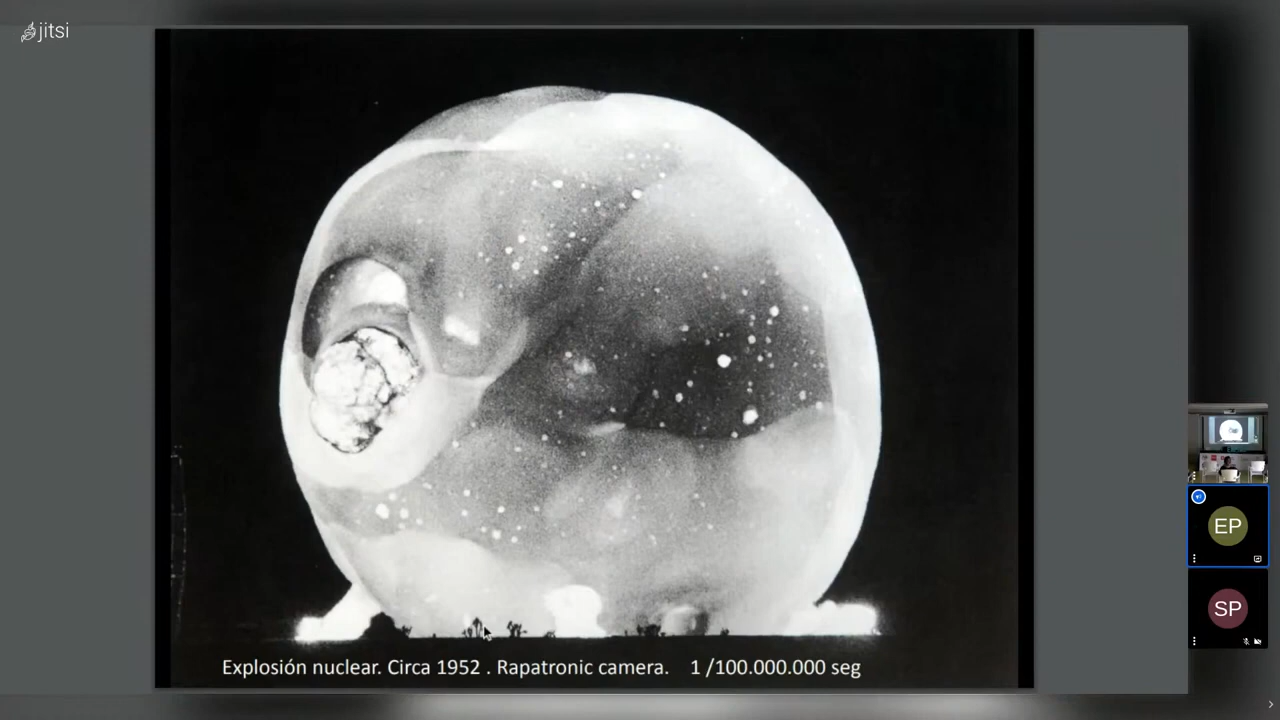 jitsi
Explosión nuclear. Circa 1952 . Rapatronic camera. 1 /100.000.000 seg
EP
SP